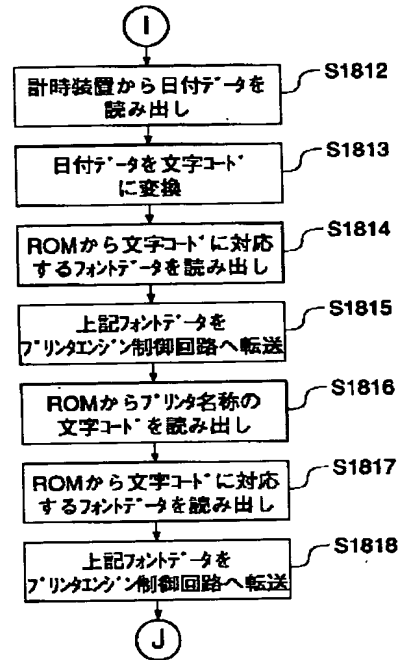 I
計時装置から日付ﾃﾞｰﾀを
読み出し
S1812
日付ﾃﾞｰﾀを文字ｺｰﾄﾞ
に変換
S1813
ROMから文字ｺｰﾄﾞに対応
するﾌｫﾝﾄﾃﾞｰﾀを読み出し
S1814
上記ﾌｫﾝﾄﾃﾞｰﾀを
ﾌﾟﾘﾝﾀｴﾝｼﾞﾝ制御回路へ転送
S1815
ROMからﾌﾟﾘﾝﾀ名称の
文字ｺｰﾄﾞを読み出し
S1816
ROMから文字ｺｰﾄﾞに対応
するﾌｫﾝﾄﾃﾞｰﾀを読み出し
S1817
上記ﾌｫﾝﾄﾃﾞｰﾀを
ﾌﾟﾘﾝﾀｴﾝｼﾞﾝ制御回路へ転送
S1818
J